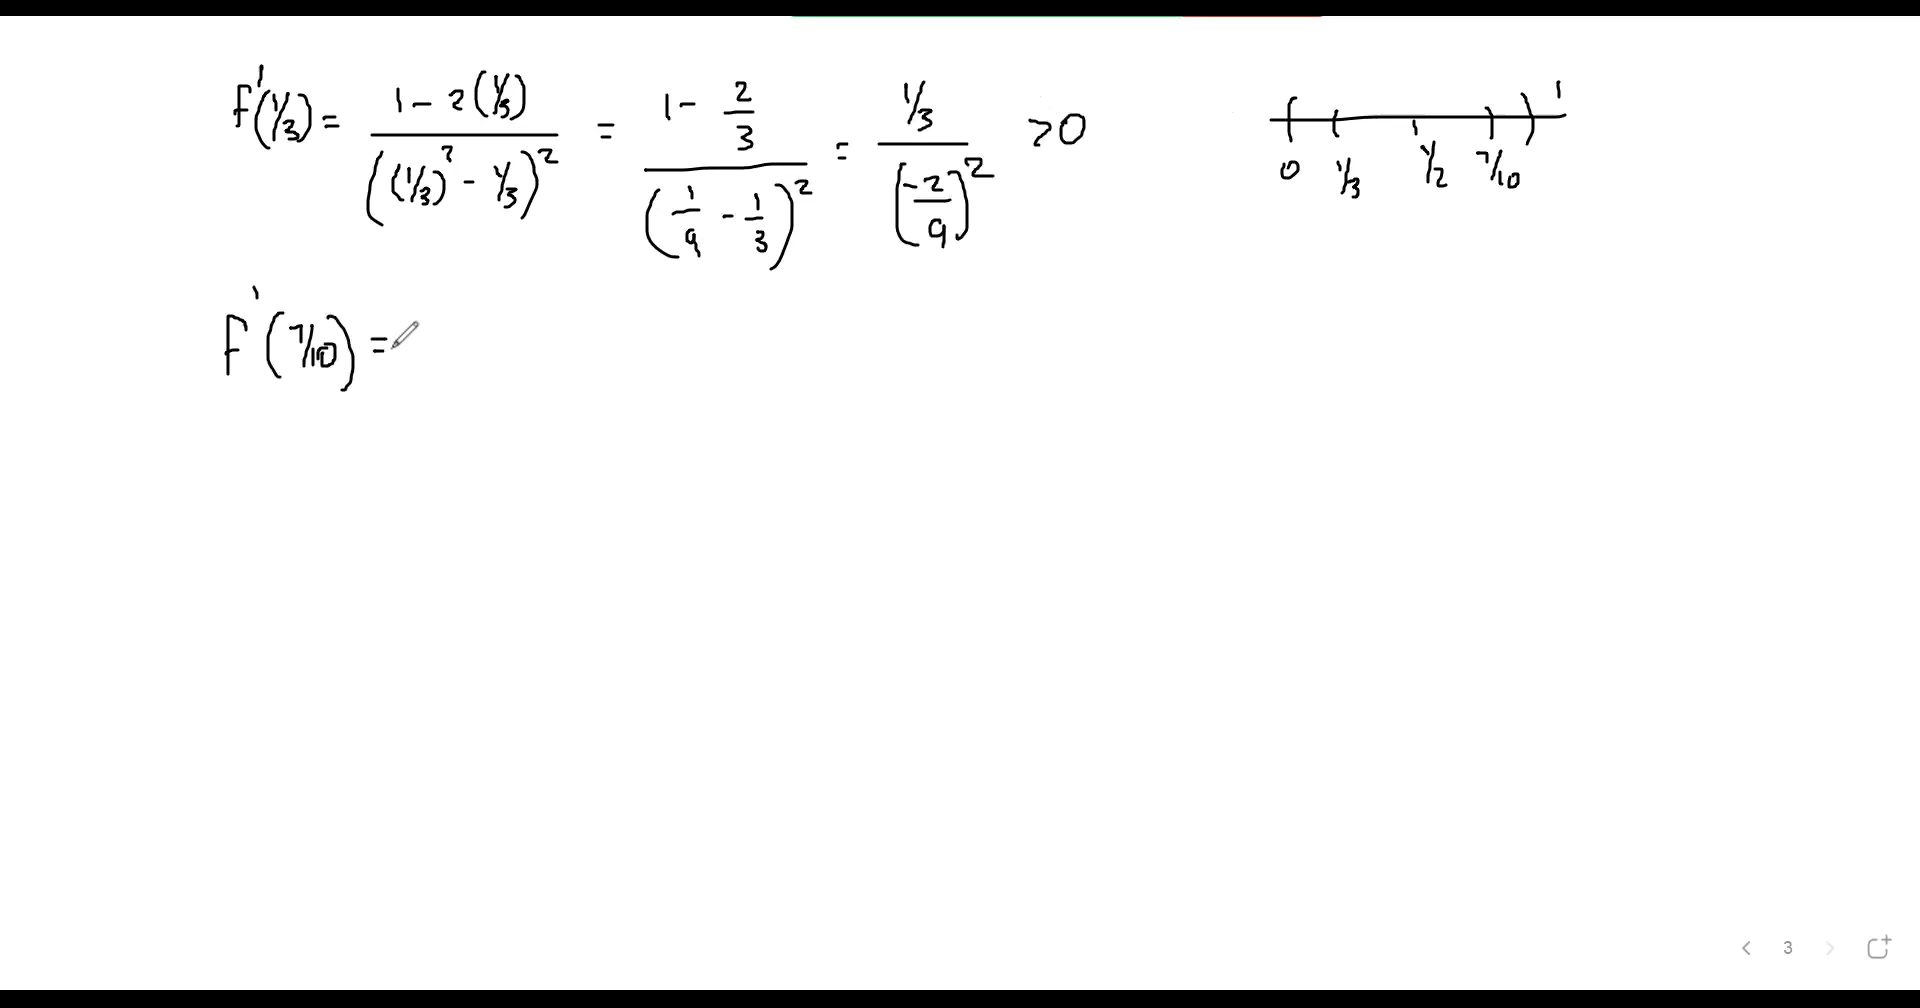 f'(1/3) = (1 - 2(1/3)) / ((1/3)² - 1/3)² = (1 - 2/3) / (1/9 - 1/3)² = (1/3) / (-2/9)² >0
0 1/3 1/2 7/10 1
f'(7/10) =
3